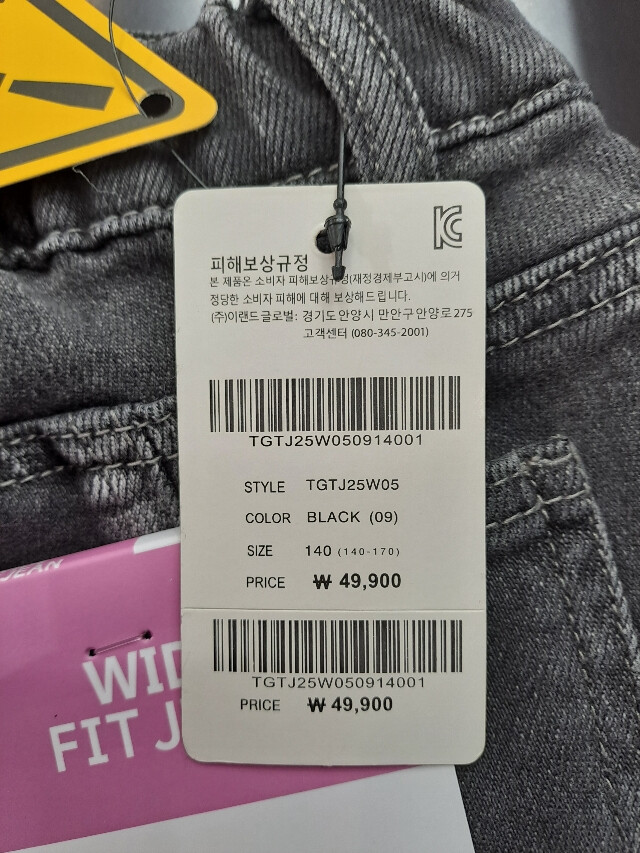 KC
피해보상규정
본 제품은 소비자 피해보상규정(재정경제부고시)에 의거
정당한 소비자 피해에 대해 보상해드립니다.
(주)이랜드글로벌: 경기도 안양시 만안구 안양로 275
고객센터 (080-345-2001)
TGTJ25W050914001
STYLE TGTJ25W05
COLOR BLACK (09)
SIZE 140 (140-170)
PRICE ₩ 49,900
TGTJ25W050914001
PRICE ₩ 49,900
JEAN
WID
FIT J